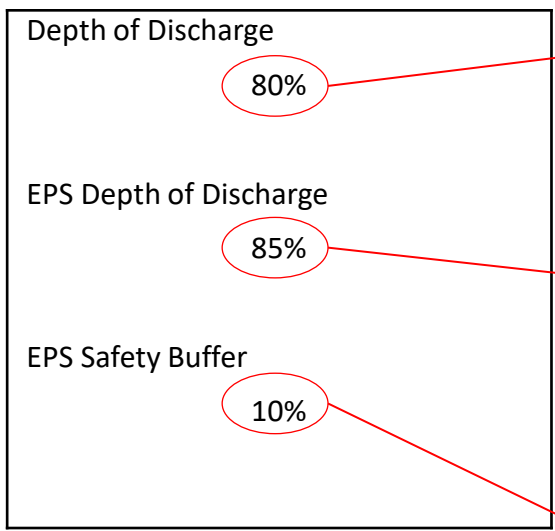 Depth of Discharge
80%
EPS Depth of Discharge
85%
EPS Safety Buffer
10%